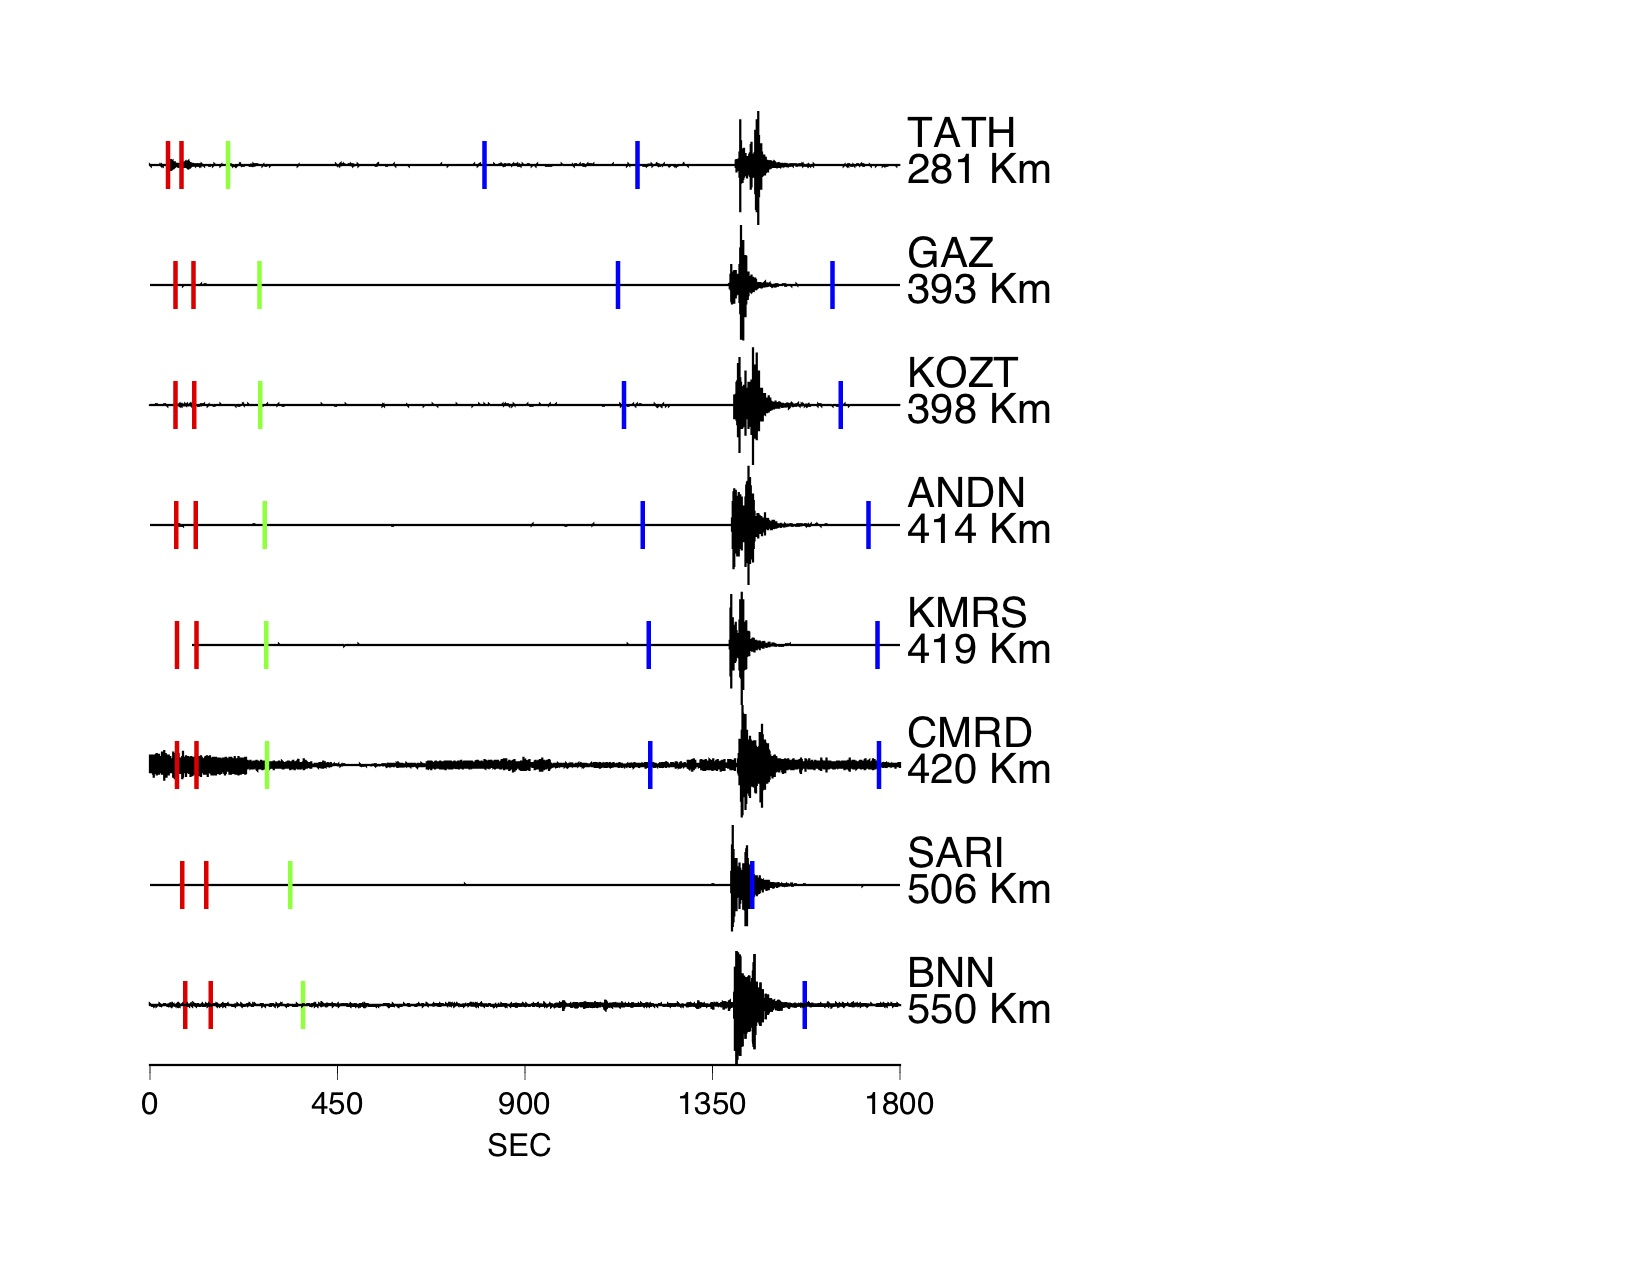 TATH
281 Km
GAZ
393 Km
KOZT
398 Km
ANDN
414 Km
KMRS
419 Km
CMRD
420 Km
SARI
506 Km
BNN
550 Km
0 450 900 1350 1800
SEC